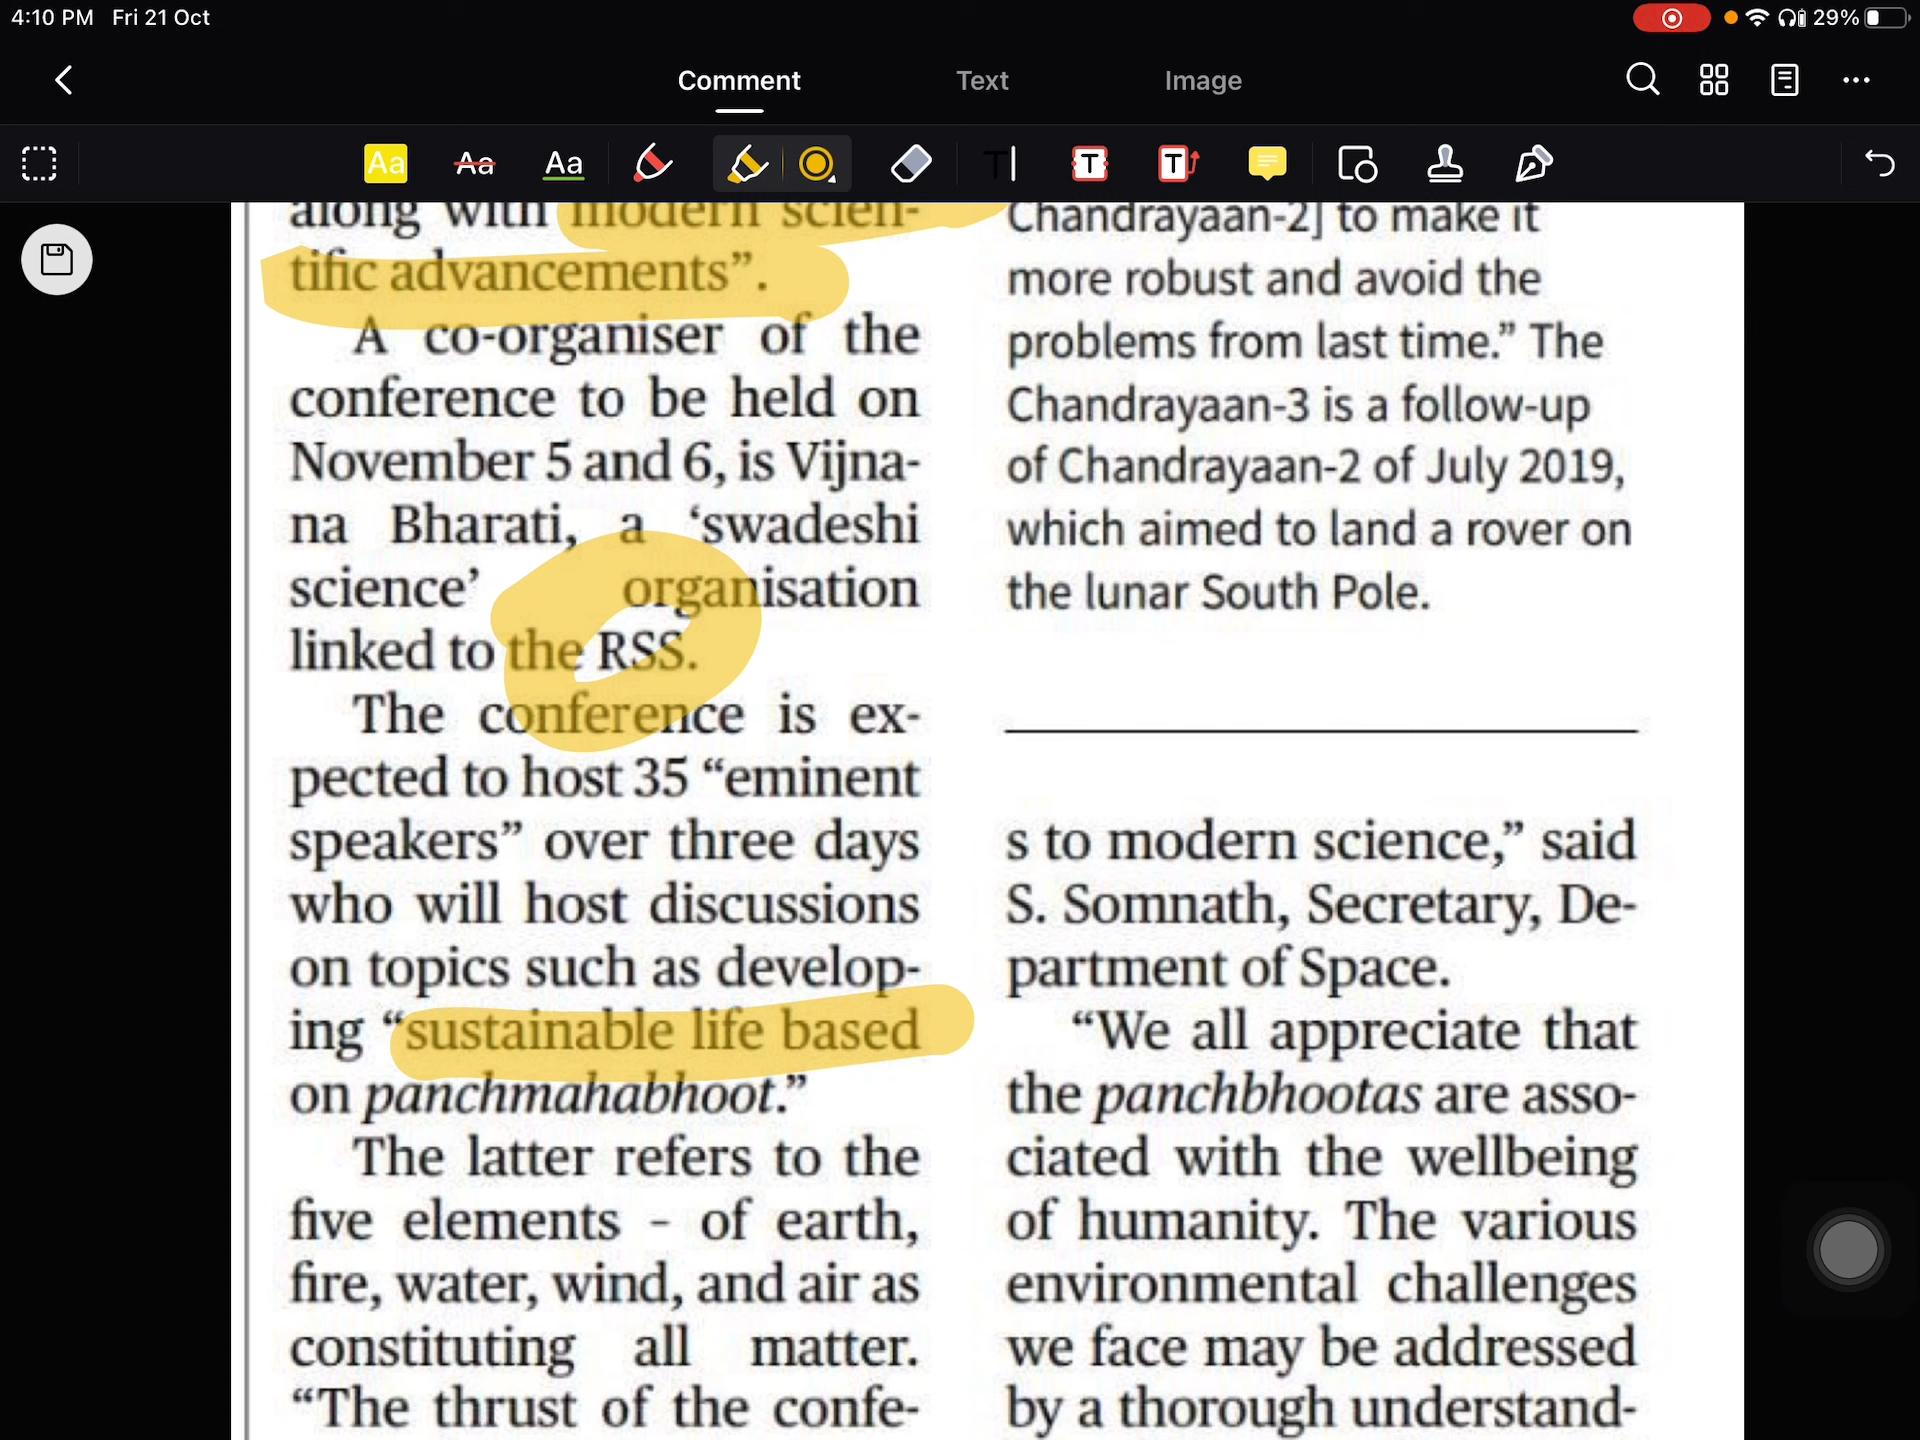 4:10 PM Fri 21 Oct
29%
Comment Text Image
Aa Aa Aa T T T
along with modern scien-
tific advancements”.
A co-organiser of the
conference to be held on
November 5 and 6, is Vijna-
na Bharati, a ‘swadeshi
science’ organisation
linked to the RSS.
The conference is ex-
pected to host 35 “eminent
speakers” over three days
who will host discussions
on topics such as develop-
ing “sustainable life based
on panchmahabhoot.”
The latter refers to the
five elements - of earth,
fire, water, wind, and air as
constituting all matter.
“The thrust of the confe-
Chandrayaan-2] to make it
more robust and avoid the
problems from last time.” The
Chandrayaan-3 is a follow-up
of Chandrayaan-2 of July 2019,
which aimed to land a rover on
the lunar South Pole.
s to modern science,” said
S. Somnath, Secretary, De-
partment of Space.
“We all appreciate that
the panchbhootas are asso-
ciated with the wellbeing
of humanity. The various
environmental challenges
we face may be addressed
by a thorough understand-